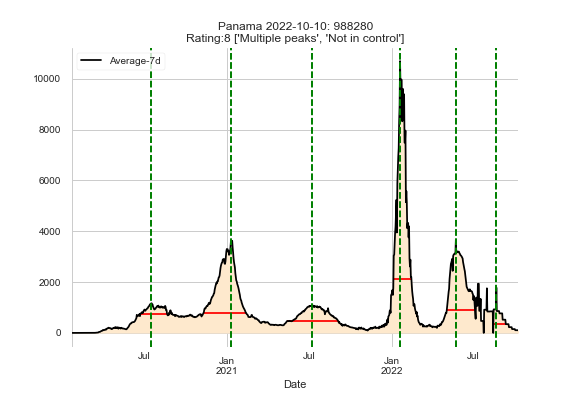 Panama 2022-10-10: 988280
Rating:8 ['Multiple peaks', 'Not in control']
Average-7d
10000
8000
6000
4000
2000
0
Jul
Jan
2021
Jul
Jan
2022
Jul
Date